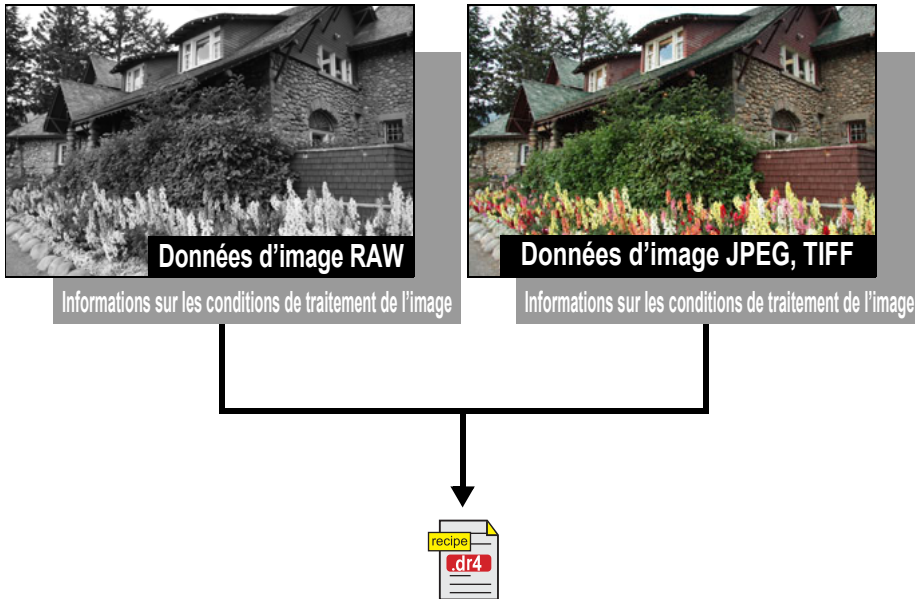 Données d'image RAW
Informations sur les conditions de traitement de l'image
Données d'image JPEG, TIFF
Informations sur les conditions de traitement de l'image
recipe
.dr4